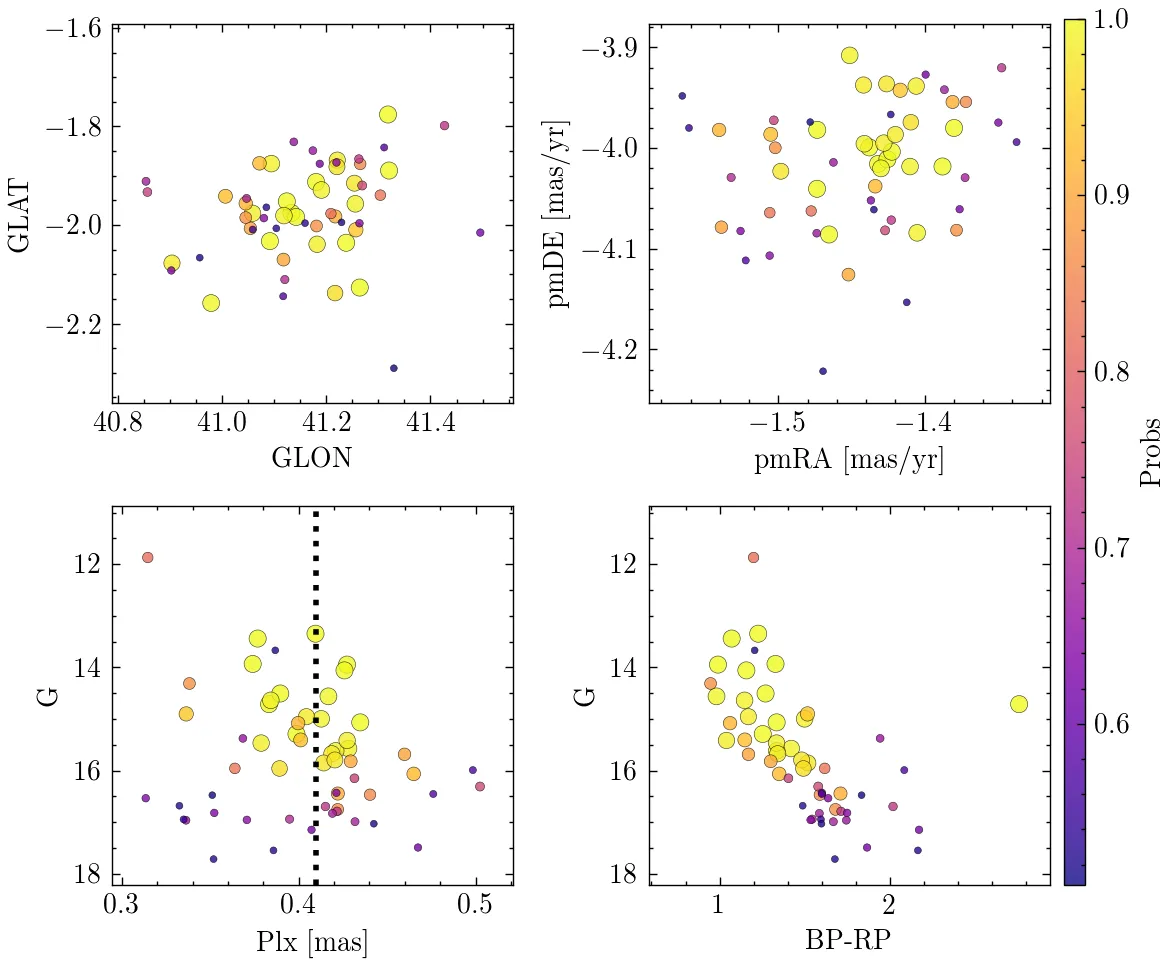 −1.6
−1.8
−2.0
−2.2
GLAT
40.8 41.0 41.2 41.4
GLON
−3.9
−4.0
−4.1
−4.2
pmDE [mas/yr]
−1.5 −1.4
pmRA [mas/yr]
12
14
16
18
G
0.3 0.4 0.5
Plx [mas]
12
14
16
18
G
1 2
BP-RP
1.0
0.9
0.8
0.7
0.6
Probs